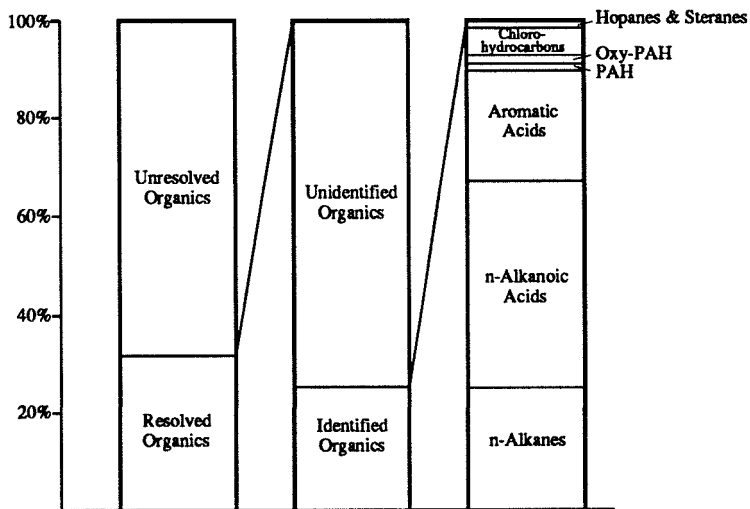 100%
80%
60%
40%
20%
Unresolved
Organics
Resolved
Organics
Unidentified
Organics
Identified
Organics
Hopanes & Steranes
Chloro-
hydrocarbons
Oxy-PAH
PAH
Aromatic
Acids
n-Alkanoic
Acids
n-Alkanes